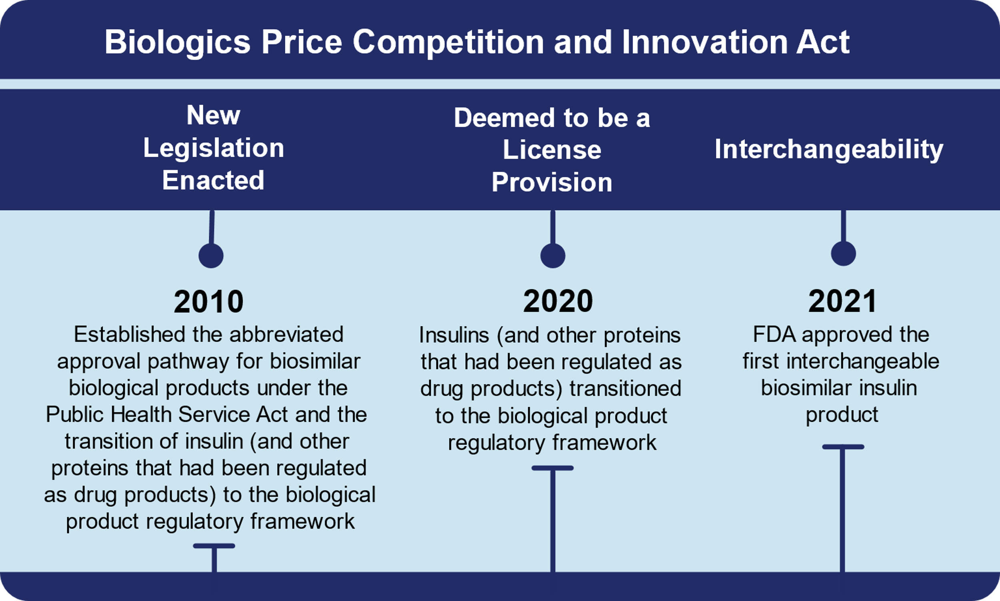 Biologics Price Competition and Innovation Act
New
Legislation
Enacted
Deemed to be a
License
Provision
Interchangeability
2010
Established the abbreviated
approval pathway for biosimilar
biological products under the
Public Health Service Act and the
transition of insulin (and other
proteins that had been regulated
as drug products) to the biological
product regulatory framework
2020
Insulins (and other proteins
that had been regulated as
drug products) transitioned
to the biological product
regulatory framework
2021
FDA approved the
first interchangeable
biosimilar insulin
product